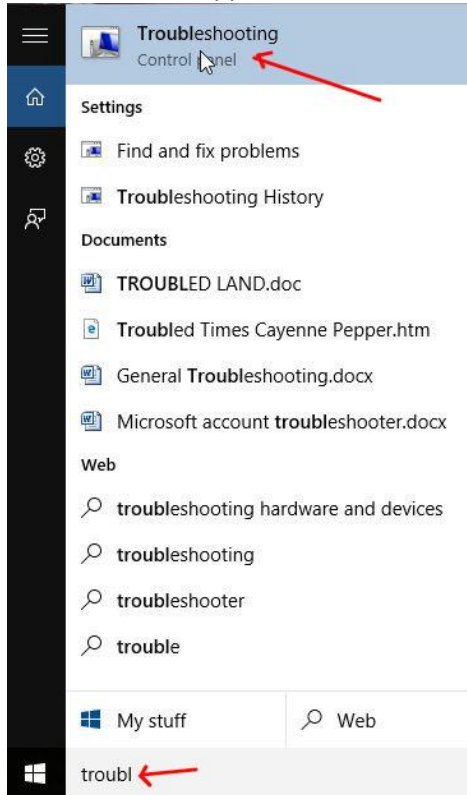 Troubleshooting
Control panel
Settings
Find and fix problems
Troubleshooting History
Documents
TROUBLED LAND.doc
Troubled Times Cayenne Pepper.htm
General Troubleshooting.docx
Microsoft account troubleshooter.docx
Web
troubleshooting hardware and devices
troubleshooting
troubleshooter
trouble
My stuff
Web
troubl